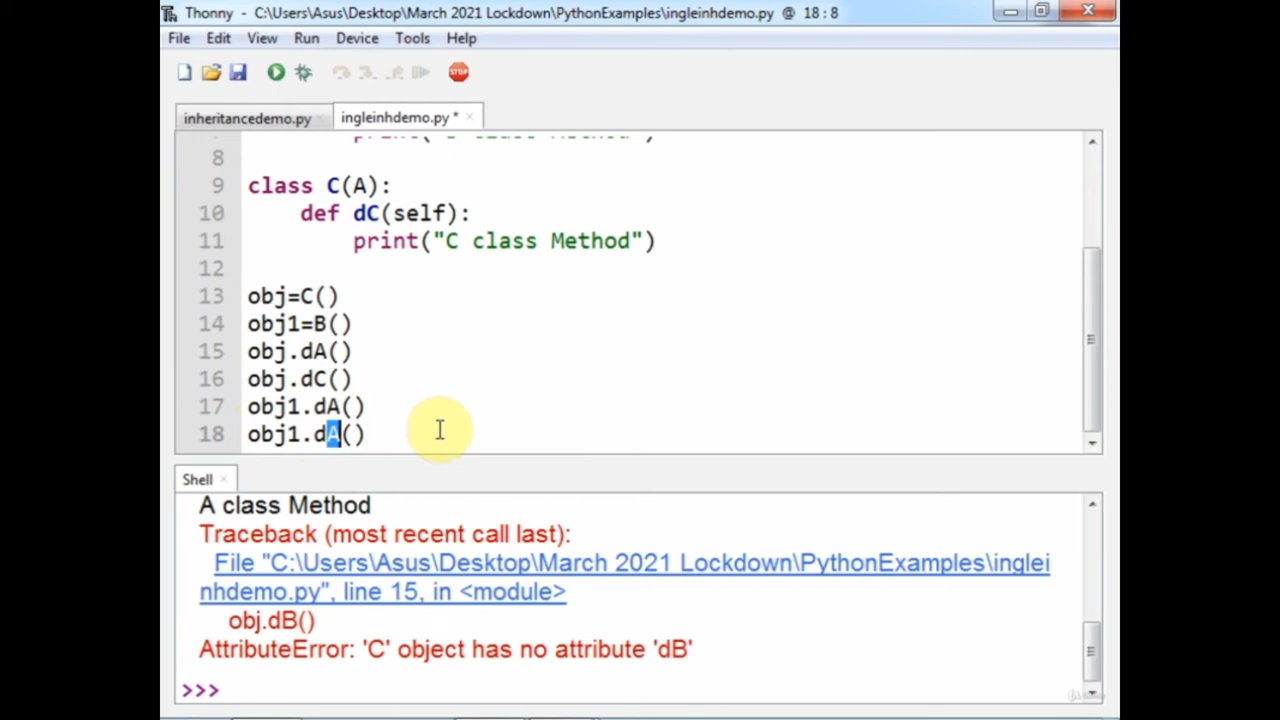 Thonny - C:\Users\Asus\Desktop\March 2021 Lockdown\PythonExamples\ingleinhdemo.py @ 18 : 8
File Edit View Run Device Tools Help
STOP
inheritancedemo.py × ingleinhdemo.py * ×
8
9 class C(A):
10 def dC(self):
11 print("C class Method")
12
13 obj=C()
14 obj1=B()
15 obj.dA()
16 obj.dC()
17 obj1.dA()
18 obj1.dA()
Shell ×
A class Method
Traceback (most recent call last):
File "C:\Users\Asus\Desktop\March 2021 Lockdown\PythonExamples\inglei
nhdemo.py", line 15, in <module>
obj.dB()
AttributeError: 'C' object has no attribute 'dB'
>>>